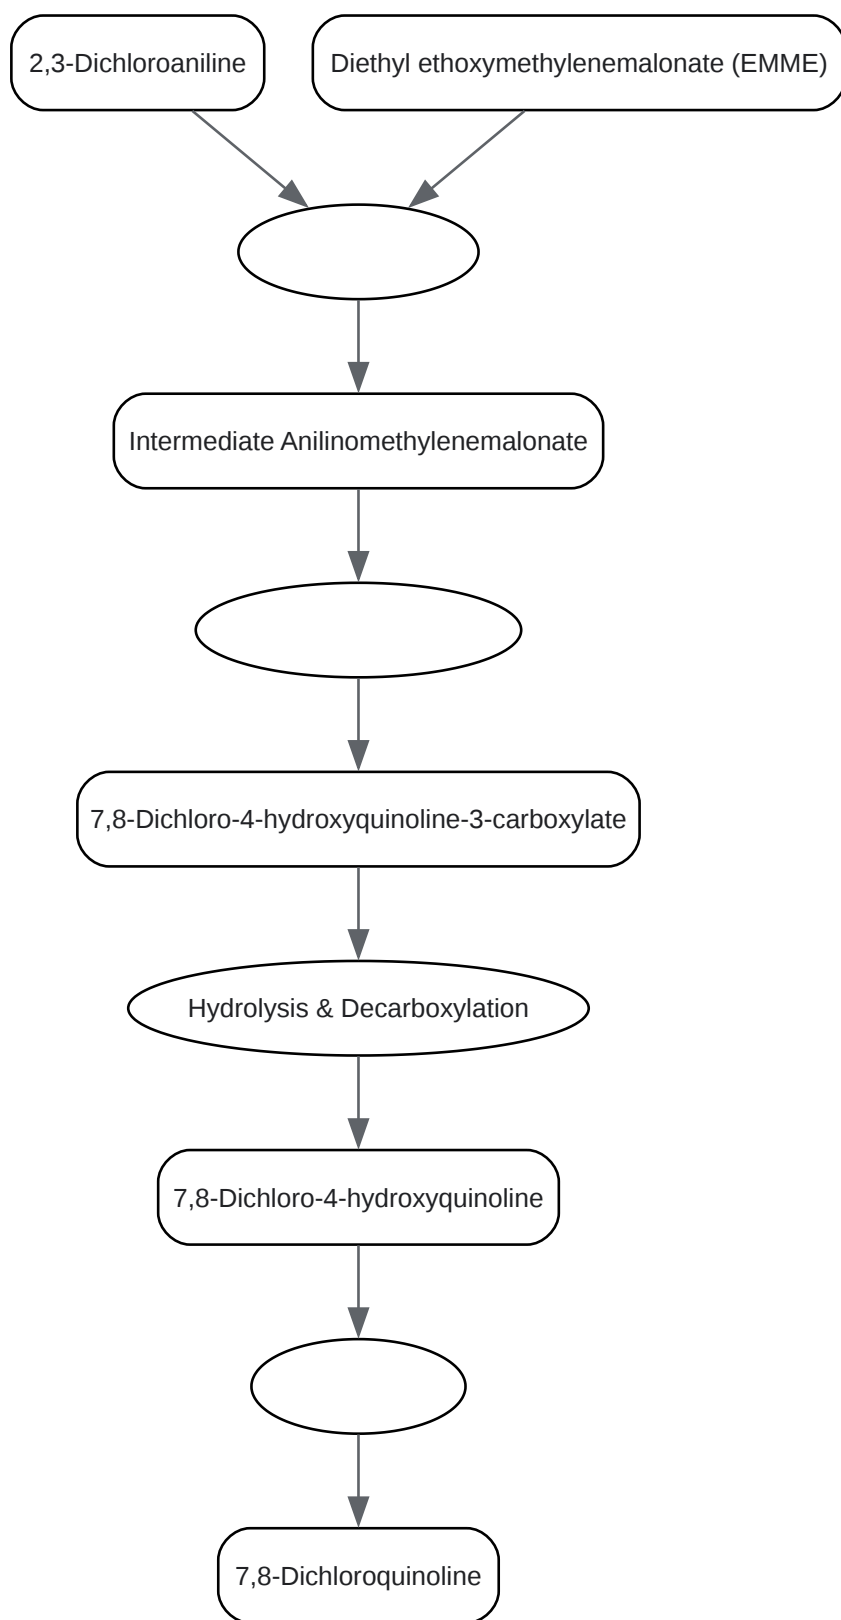 2,3-Dichloroaniline
Diethyl ethoxymethylenemalonate (EMME)
Intermediate Anilinomethylenemalonate
7,8-Dichloro-4-hydroxyquinoline-3-carboxylate
Hydrolysis & Decarboxylation
7,8-Dichloro-4-hydroxyquinoline
7,8-Dichloroquinoline